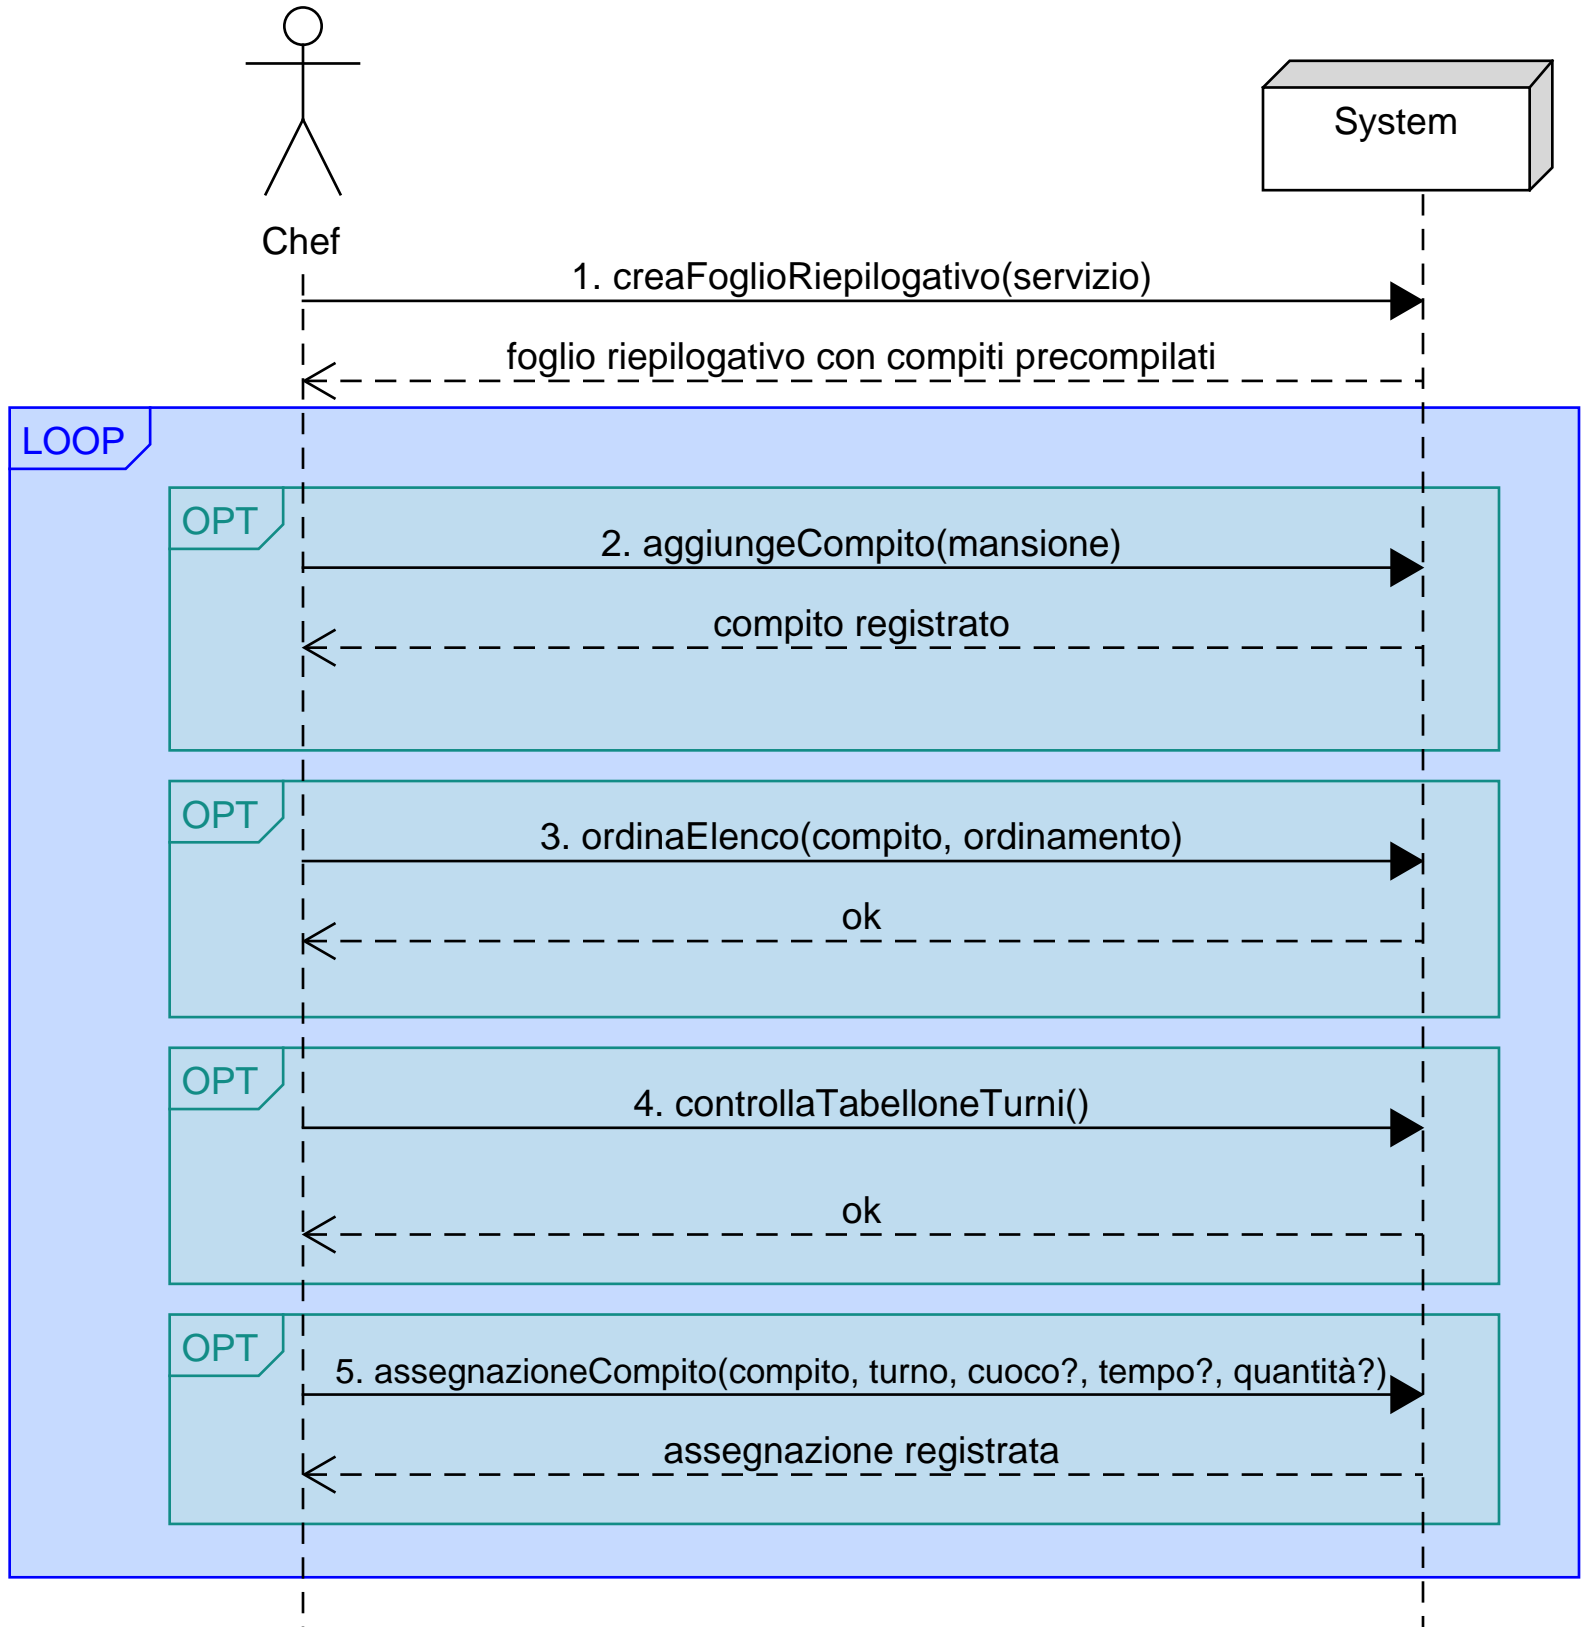 System
Chef
1. creaFoglioRiepilogativo(servizio)
foglio riepilogativo con compiti precompilati
LOOP
OPT
2. aggiungeCompito(mansione)
compito registrato
OPT
3. ordinaElenco(compito, ordinamento)
ok
OPT
4. controllaTabelloneTurni()
ok
OPT
5. assegnazioneCompito(compito, turno, cuoco?, tempo?, quantità?)
assegnazione registrata